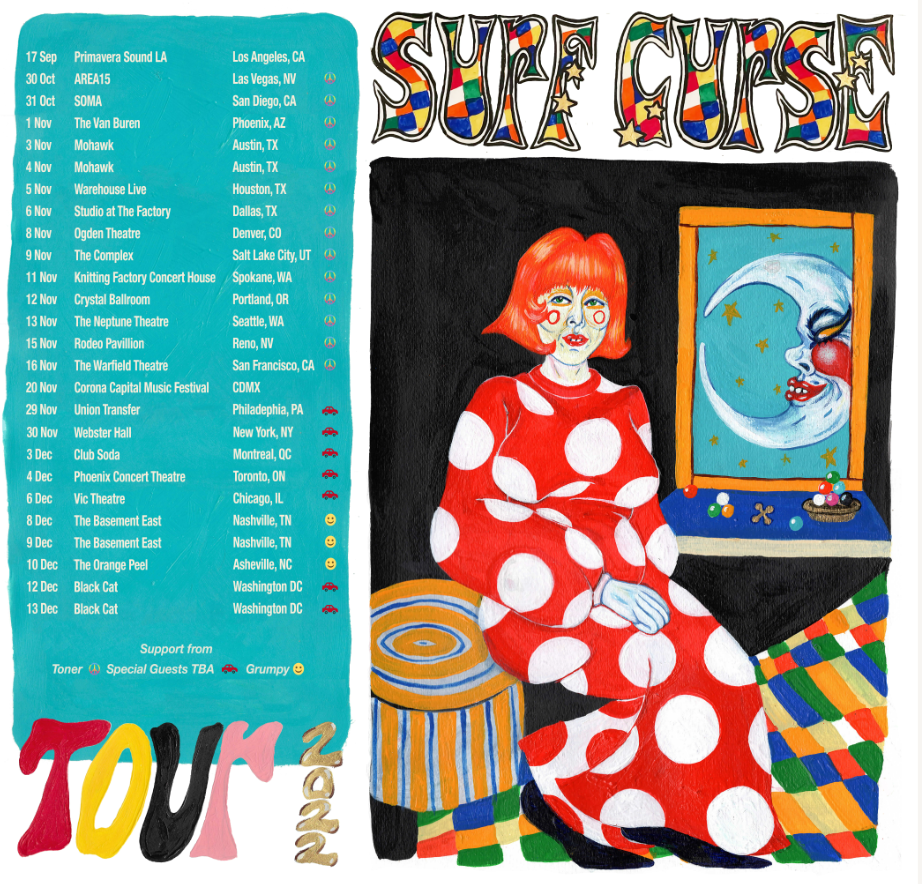 SURF CURSE
17 Sep Primavera Sound LA Los Angeles, CA
30 Oct AREA15 Las Vegas, NV
31 Oct SOMA San Diego, CA
1 Nov The Van Buren Phoenix, AZ
3 Nov Mohawk Austin, TX
4 Nov Mohawk Austin, TX
5 Nov Warehouse Live Houston, TX
6 Nov Studio at The Factory Dallas, TX
8 Nov Ogden Theatre Denver, CO
9 Nov The Complex Salt Lake City, UT
11 Nov Knitting Factory Concert House Spokane, WA
12 Nov Crystal Ballroom Portland, OR
13 Nov The Neptune Theatre Seattle, WA
15 Nov Rodeo Pavillion Reno, NV
16 Nov The Warfield Theatre San Francisco, CA
20 Nov Corona Capital Music Festival CDMX
29 Nov Union Transfer Philadephia, PA
30 Nov Webster Hall New York, NY
3 Dec Club Soda Montreal, QC
4 Dec Phoenix Concert Theatre Toronto, ON
6 Dec Vic Theatre Chicago, IL
8 Dec The Basement East Nashville, TN
9 Dec The Basement East Nashville, TN
10 Dec The Orange Peel Asheville, NC
12 Dec Black Cat Washington DC
13 Dec Black Cat Washington DC
Support from
Toner ☮ Special Guests TBA 🚗 Grumpy 🙂
TOUr
2022